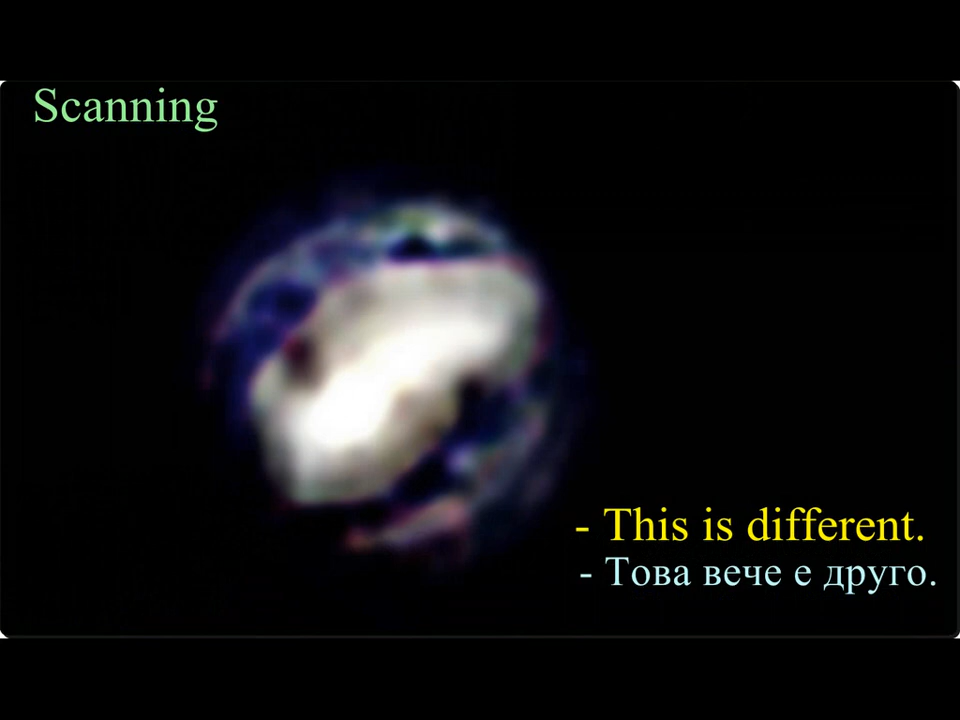 Scanning
- This is different.
- Това вече е друго.